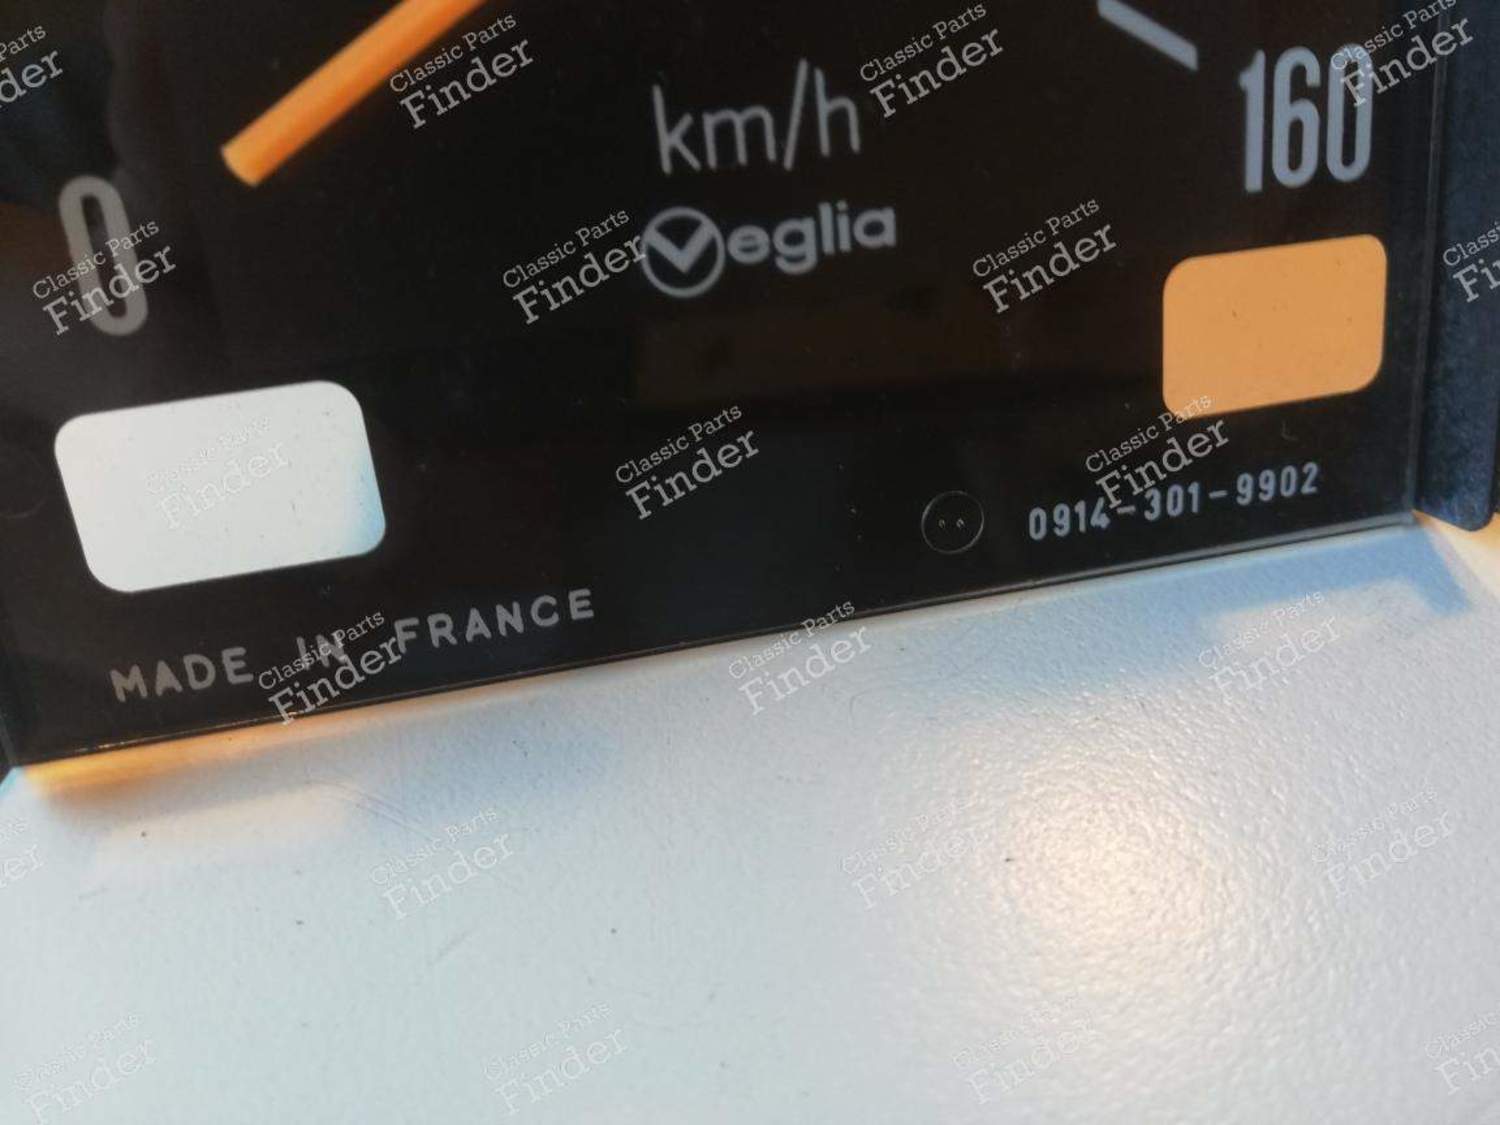 km/h
160
0
Veglia
0914-301-9902
MADE IN FRANCE
Classic Parts
Finder